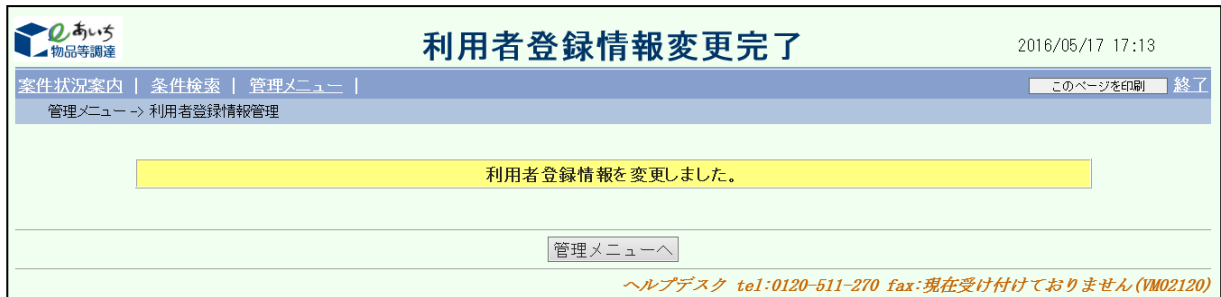 eあいち
物品等調達
利用者登録情報変更完了
2016/05/17 17:13
案件状況案内 | 条件検索 | 管理メニュー |
このページを印刷 終了
管理メニュー -> 利用者登録情報管理
利用者登録情報を変更しました。
管理メニューへ
ヘルプデスク tel:0120-511-270 fax:現在受け付けておりません(VM02120)